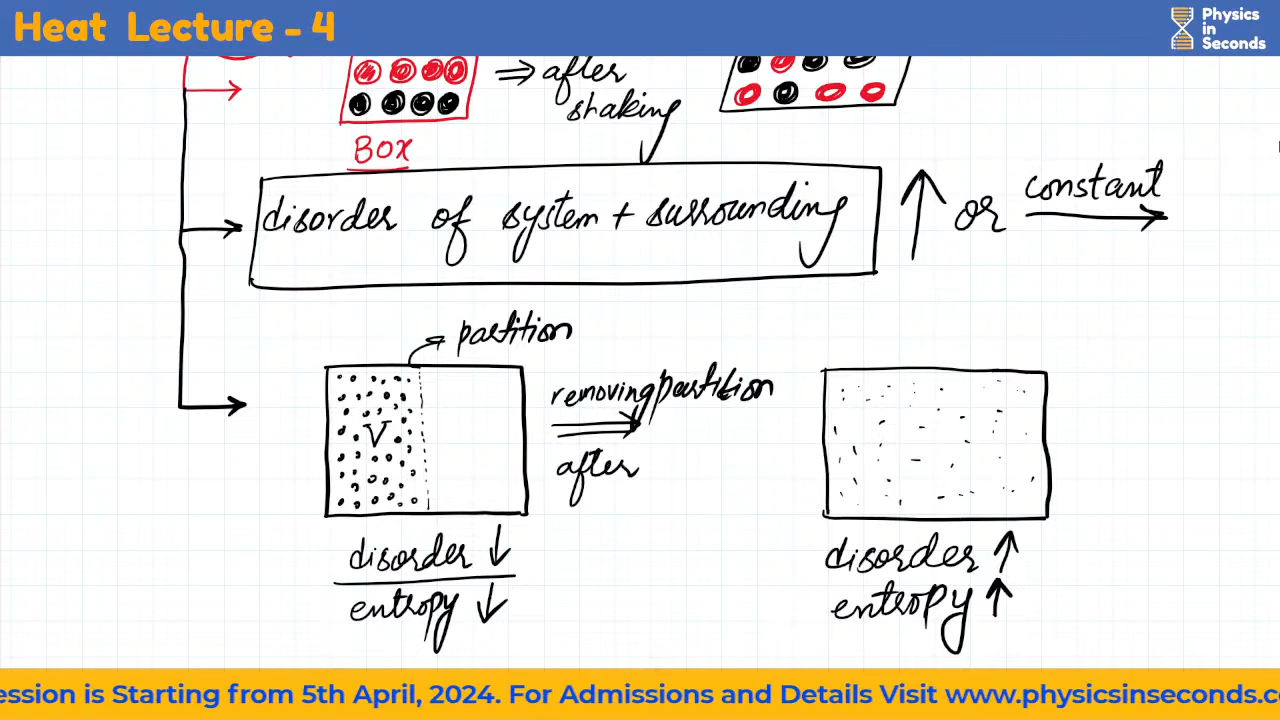 Heat Lecture - 4
Physics
in
Seconds
⇒ after
shaking
BOX
disorder of system + surrounding ↑ or constant
partition
removing partition
V
after
disorder ↓
entropy ↓
disorder ↑
entropy ↑
ession is Starting from 5th April, 2024. For Admissions and Details Visit www.physicsinseconds.c